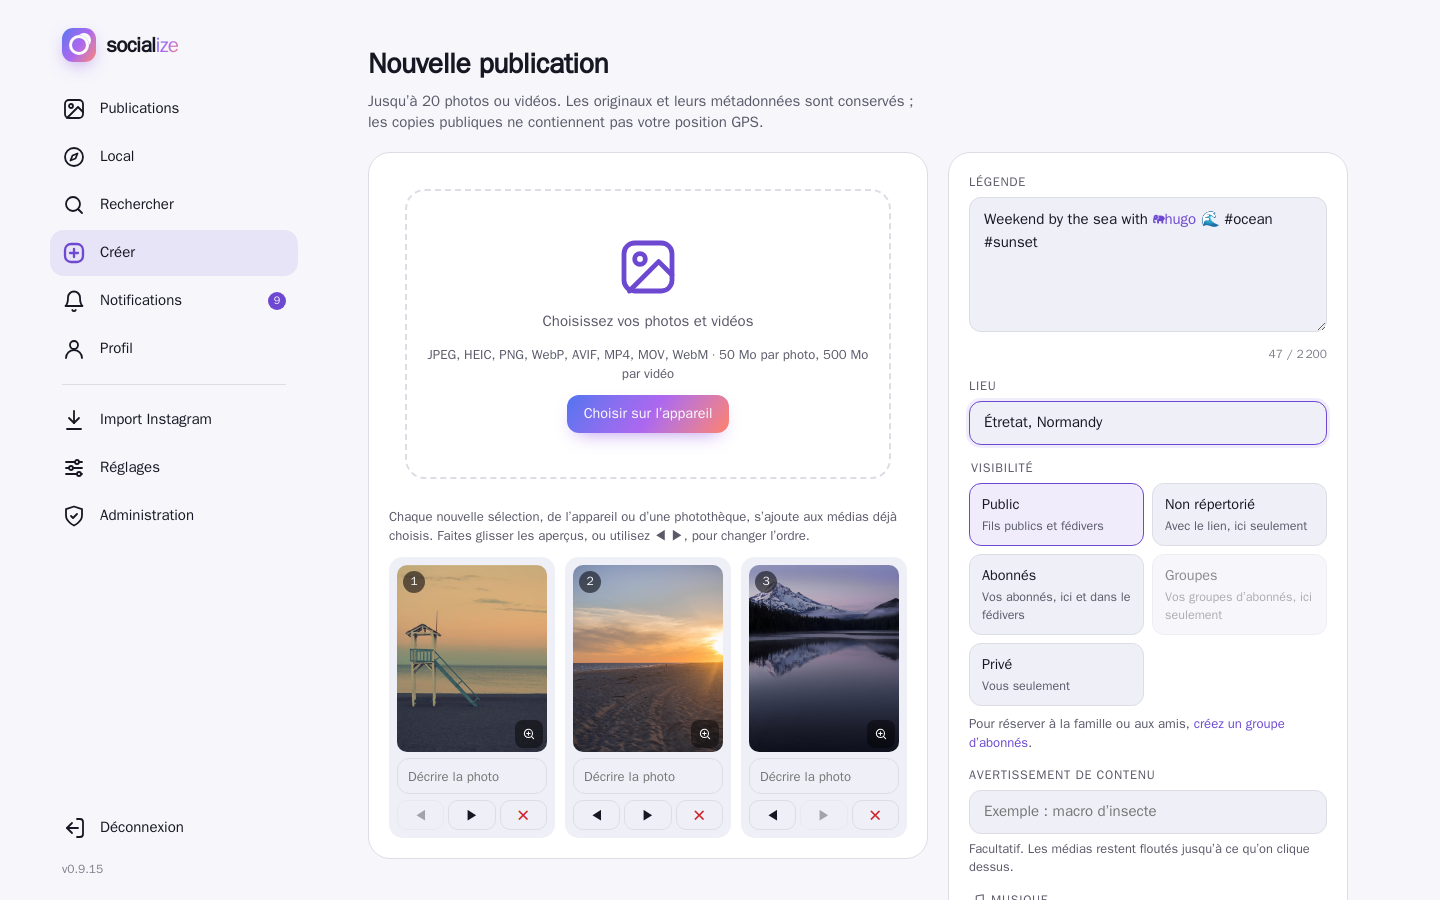 socialize
Publications
Local
Rechercher
Créer
Notifications
9
Profil
Import Instagram
Réglages
Administration
Déconnexion
v0.9.15
Nouvelle publication
Jusqu'à 20 photos ou vidéos. Les originaux et leurs métadonnées sont conservés ;
les copies publiques ne contiennent pas votre position GPS.
Choisissez vos photos et vidéos
JPEG, HEIC, PNG, WebP, AVIF, MP4, MOV, WebM · 50 Mo par photo, 500 Mo
par vidéo
Choisir sur l'appareil
Chaque nouvelle sélection, de l'appareil ou d'une photothèque, s'ajoute aux médias déjà
choisis. Faites glisser les aperçus, ou utilisez ◀ ▶, pour changer l'ordre.
1
2
3
Décrire la photo
Décrire la photo
Décrire la photo
LÉGENDE
Weekend by the sea with hugo 🌊 #ocean
#sunset
47 / 2 200
LIEU
Étretat, Normandy
VISIBILITÉ
Public
Fils publics et fédivers
Non répertorié
Avec le lien, ici seulement
Abonnés
Vos abonnés, ici et dans le
fédivers
Groupes
Vos groupes d'abonnés, ici
seulement
Privé
Vous seulement
Pour réserver à la famille ou aux amis, créez un groupe
d'abonnés.
AVERTISSEMENT DE CONTENU
Exemple : macro d'insecte
Facultatif. Les médias restent floutés jusqu'à ce qu'on clique
dessus.
MUSIQUE